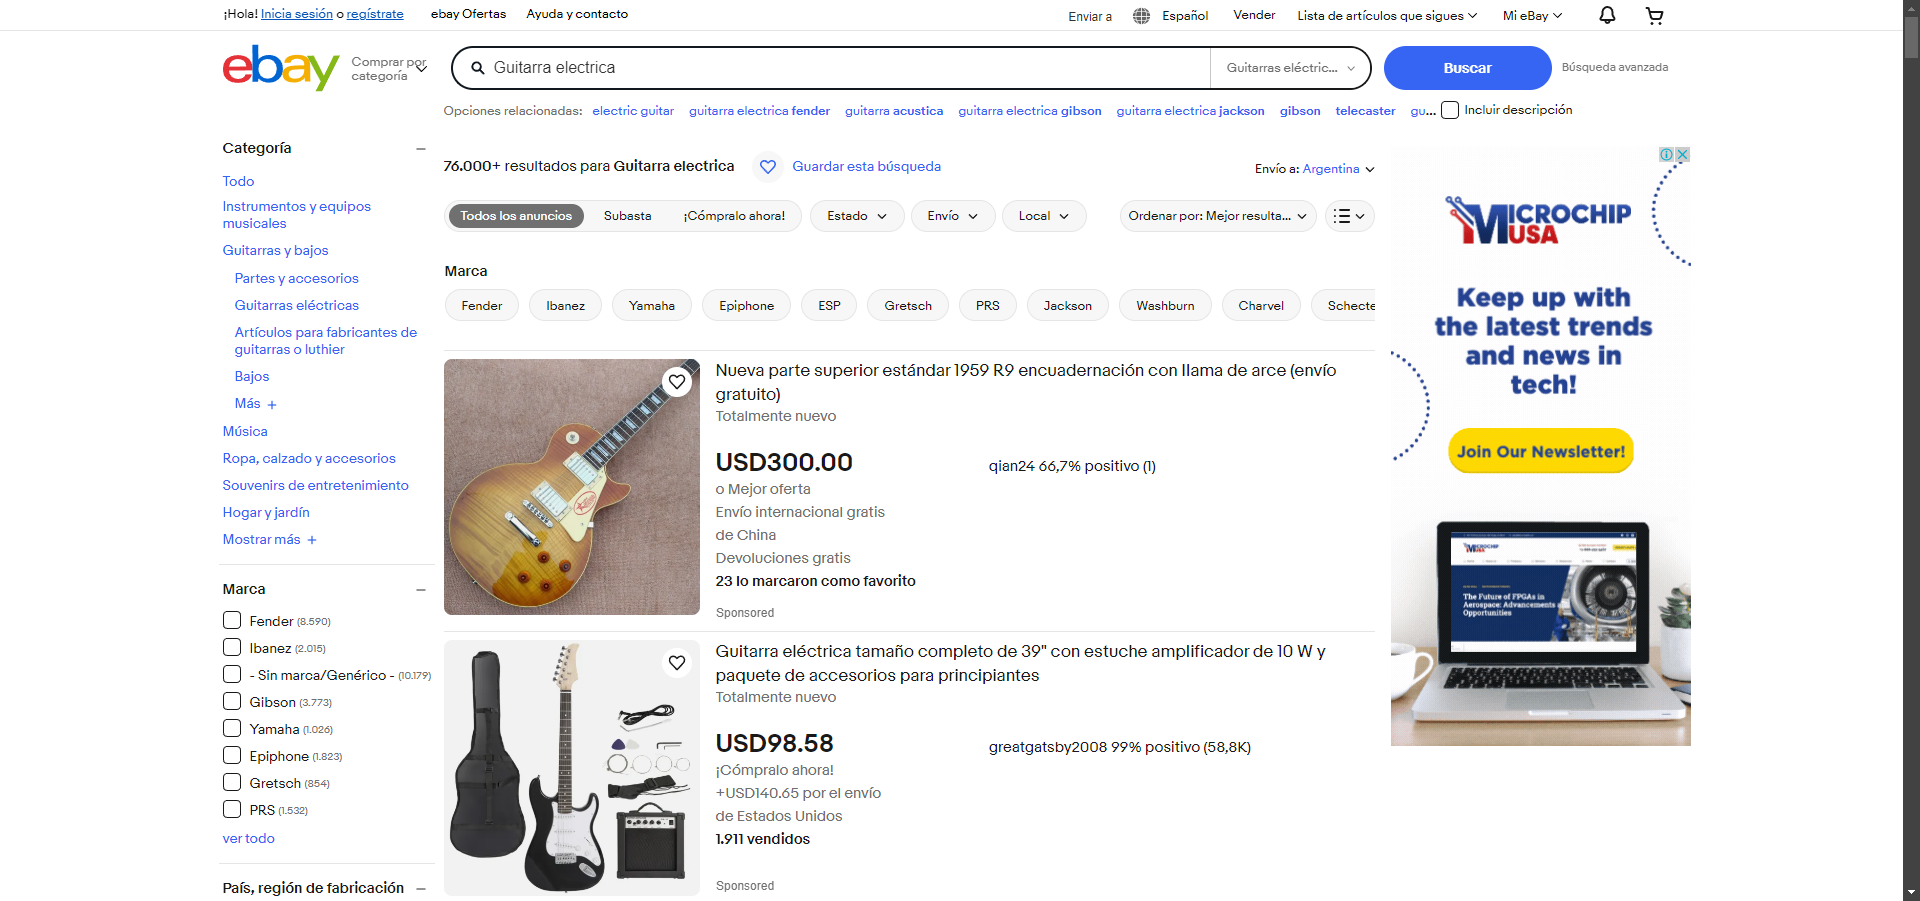 ¡Hola! Inicia sesión o regístrate
ebay Ofertas
Ayuda y contacto
Enviar a
Español
Vender
Lista de artículos que sigues
Mi eBay
ebay
Comprar por
categoría
Guitarra electrica
Guitarras eléctric...
Buscar
Búsqueda avanzada
Opciones relacionadas: electric guitar guitarra electrica fender guitarra acustica guitarra electrica gibson guitarra electrica jackson gibson telecaster gu...
Incluir descripción
Categoría
Todo
Instrumentos y equipos
musicales
Guitarras y bajos
Partes y accesorios
Guitarras eléctricas
Artículos para fabricantes de
guitarras o luthier
Bajos
Más +
Música
Ropa, calzado y accesorios
Souvenirs de entretenimiento
Hogar y jardín
Mostrar más +
Marca
Fender (8.590)
Ibanez (2.015)
- Sin marca/Genérico - (10.179)
Gibson (3.773)
Yamaha (1.026)
Epiphone (1.823)
Gretsch (854)
PRS (1.532)
ver todo
País, región de fabricación
76.000+ resultados para Guitarra electrica
Guardar esta búsqueda
Envío a: Argentina
Todos los anuncios
Subasta
¡Cómpralo ahora!
Estado
Envío
Local
Ordenar por: Mejor resulta...
Marca
Fender
Ibanez
Yamaha
Epiphone
ESP
Gretsch
PRS
Jackson
Washburn
Charvel
Schecte
Nueva parte superior estándar 1959 R9 encuadernación con llama de arce (envío
gratuito)
Totalmente nuevo
USD300.00
qian24 66,7% positivo (1)
o Mejor oferta
Envío internacional gratis
de China
Devoluciones gratis
23 lo marcaron como favorito
Sponsored
Guitarra eléctrica tamaño completo de 39" con estuche amplificador de 10 W y
paquete de accesorios para principiantes
Totalmente nuevo
USD98.58
greatgatsby2008 99% positivo (58,8K)
¡Cómpralo ahora!
+USD140.65 por el envío
de Estados Unidos
1.911 vendidos
Sponsored
MICROCHIP
USA
Keep up with
the latest trends
and news in
tech!
Join Our Newsletter!
MICROCHIP
USA
The Future of FPGAs in
Aerospace: Advancements
Opportunities